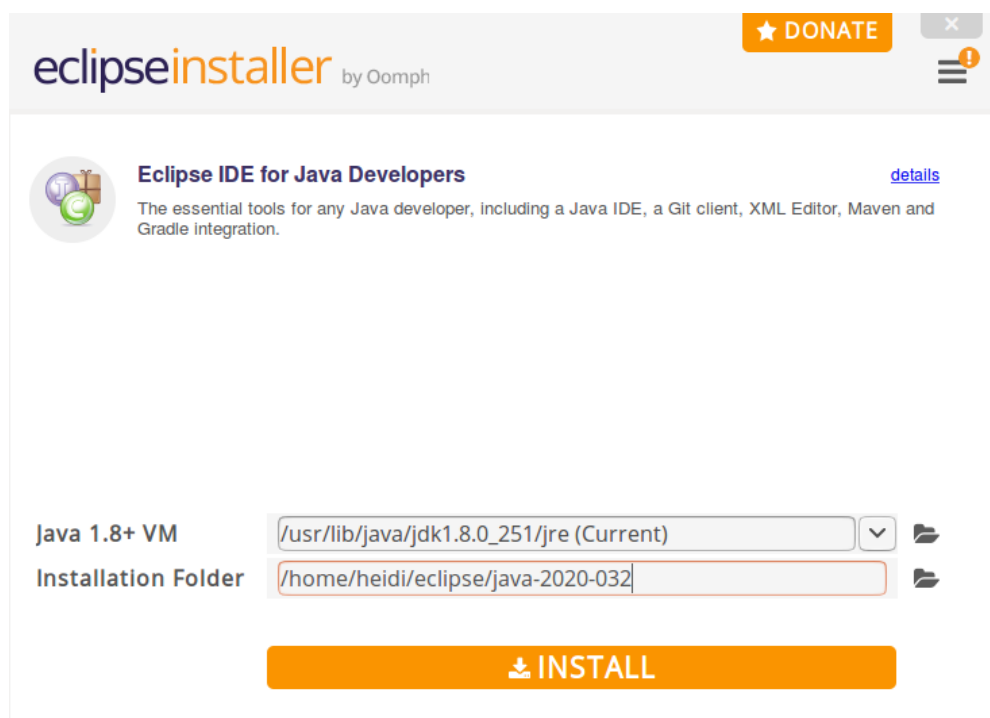 DONATE
eclipseinstaller by Oomph
Eclipse IDE for Java Developers
details
The essential tools for any Java developer, including a Java IDE, a Git client, XML Editor, Maven and
Gradle integration.
Java 1.8+ VM
/usr/lib/java/jdk1.8.0_251/jre (Current)
Installation Folder
/home/heidi/eclipse/java-2020-032
INSTALL